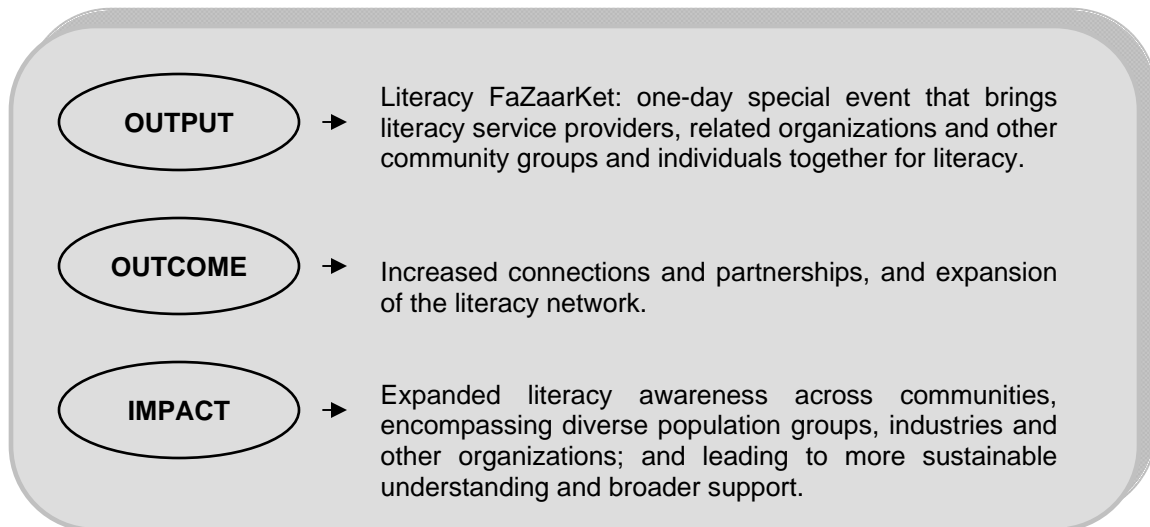 OUTPUT
Literacy FaZaarKet: one-day special event that brings
literacy service providers, related organizations and other
community groups and individuals together for literacy.
OUTCOME
Increased connections and partnerships, and expansion
of the literacy network.
IMPACT
Expanded literacy awareness across communities,
encompassing diverse population groups, industries and
other organizations; and leading to more sustainable
understanding and broader support.